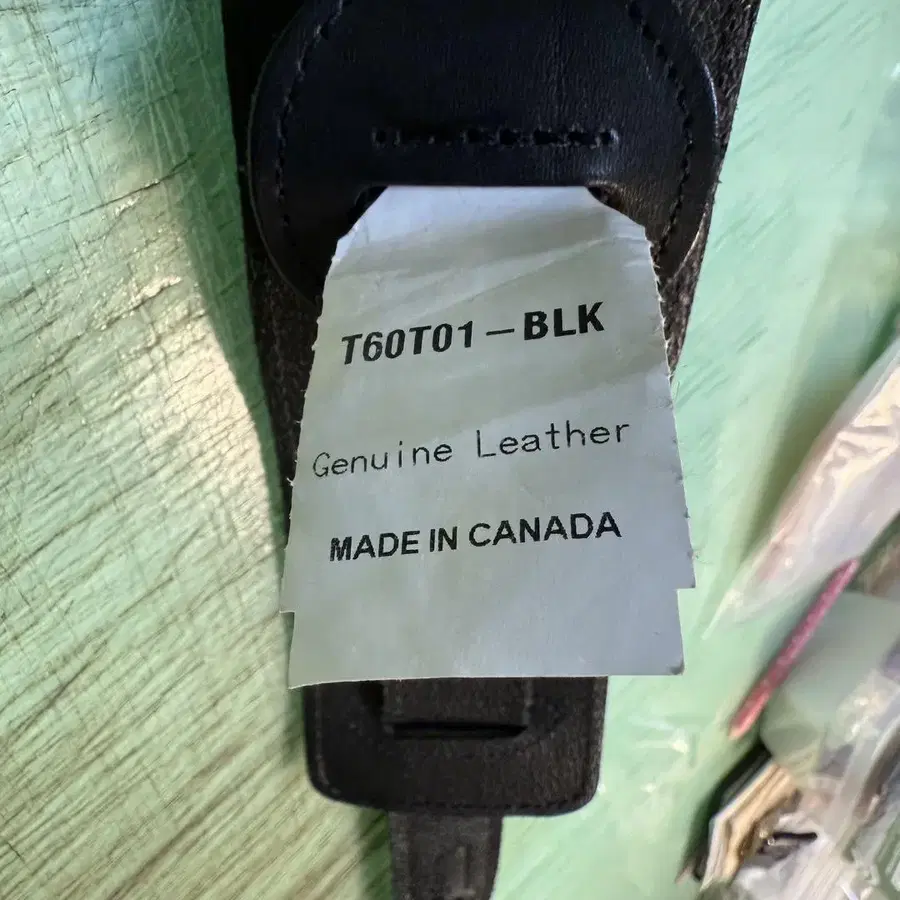 T60T01-BLK
Genuine Leather
MADE IN CANADA